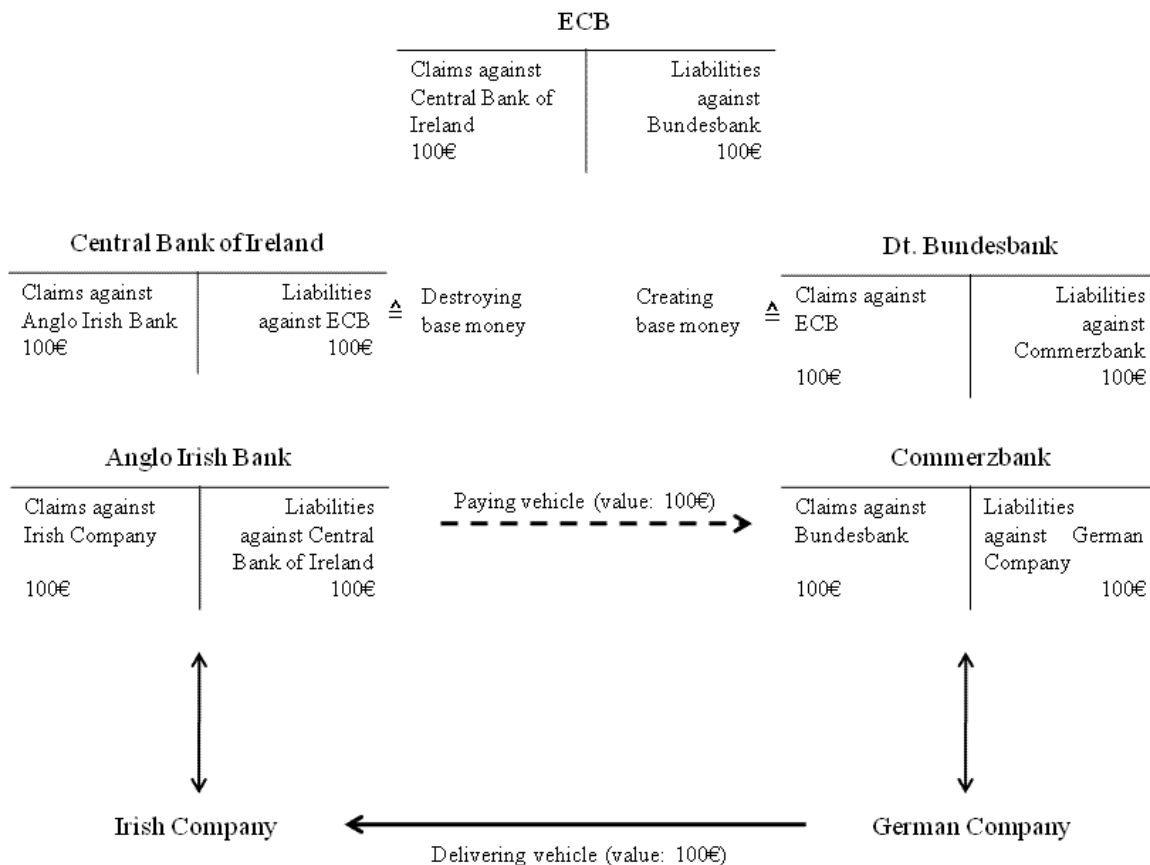 ECB
Claims against
Central Bank of
Ireland
100€
Liabilities
against
Bundesbank
100€
Central Bank of Ireland
Claims against
Anglo Irish Bank
100€
Liabilities
against ECB
100€
≙
Destroying
base money
Creating
base money
≙
Dt. Bundesbank
Claims against
ECB
100€
Liabilities
against
Commerzbank
100€
Anglo Irish Bank
Claims against
Irish Company
100€
Liabilities
against Central
Bank of Ireland
100€
Paying vehicle (value: 100€)
Commerzbank
Claims against
Bundesbank
100€
Liabilities
against German
Company
100€
Irish Company
Delivering vehicle (value: 100€)
German Company